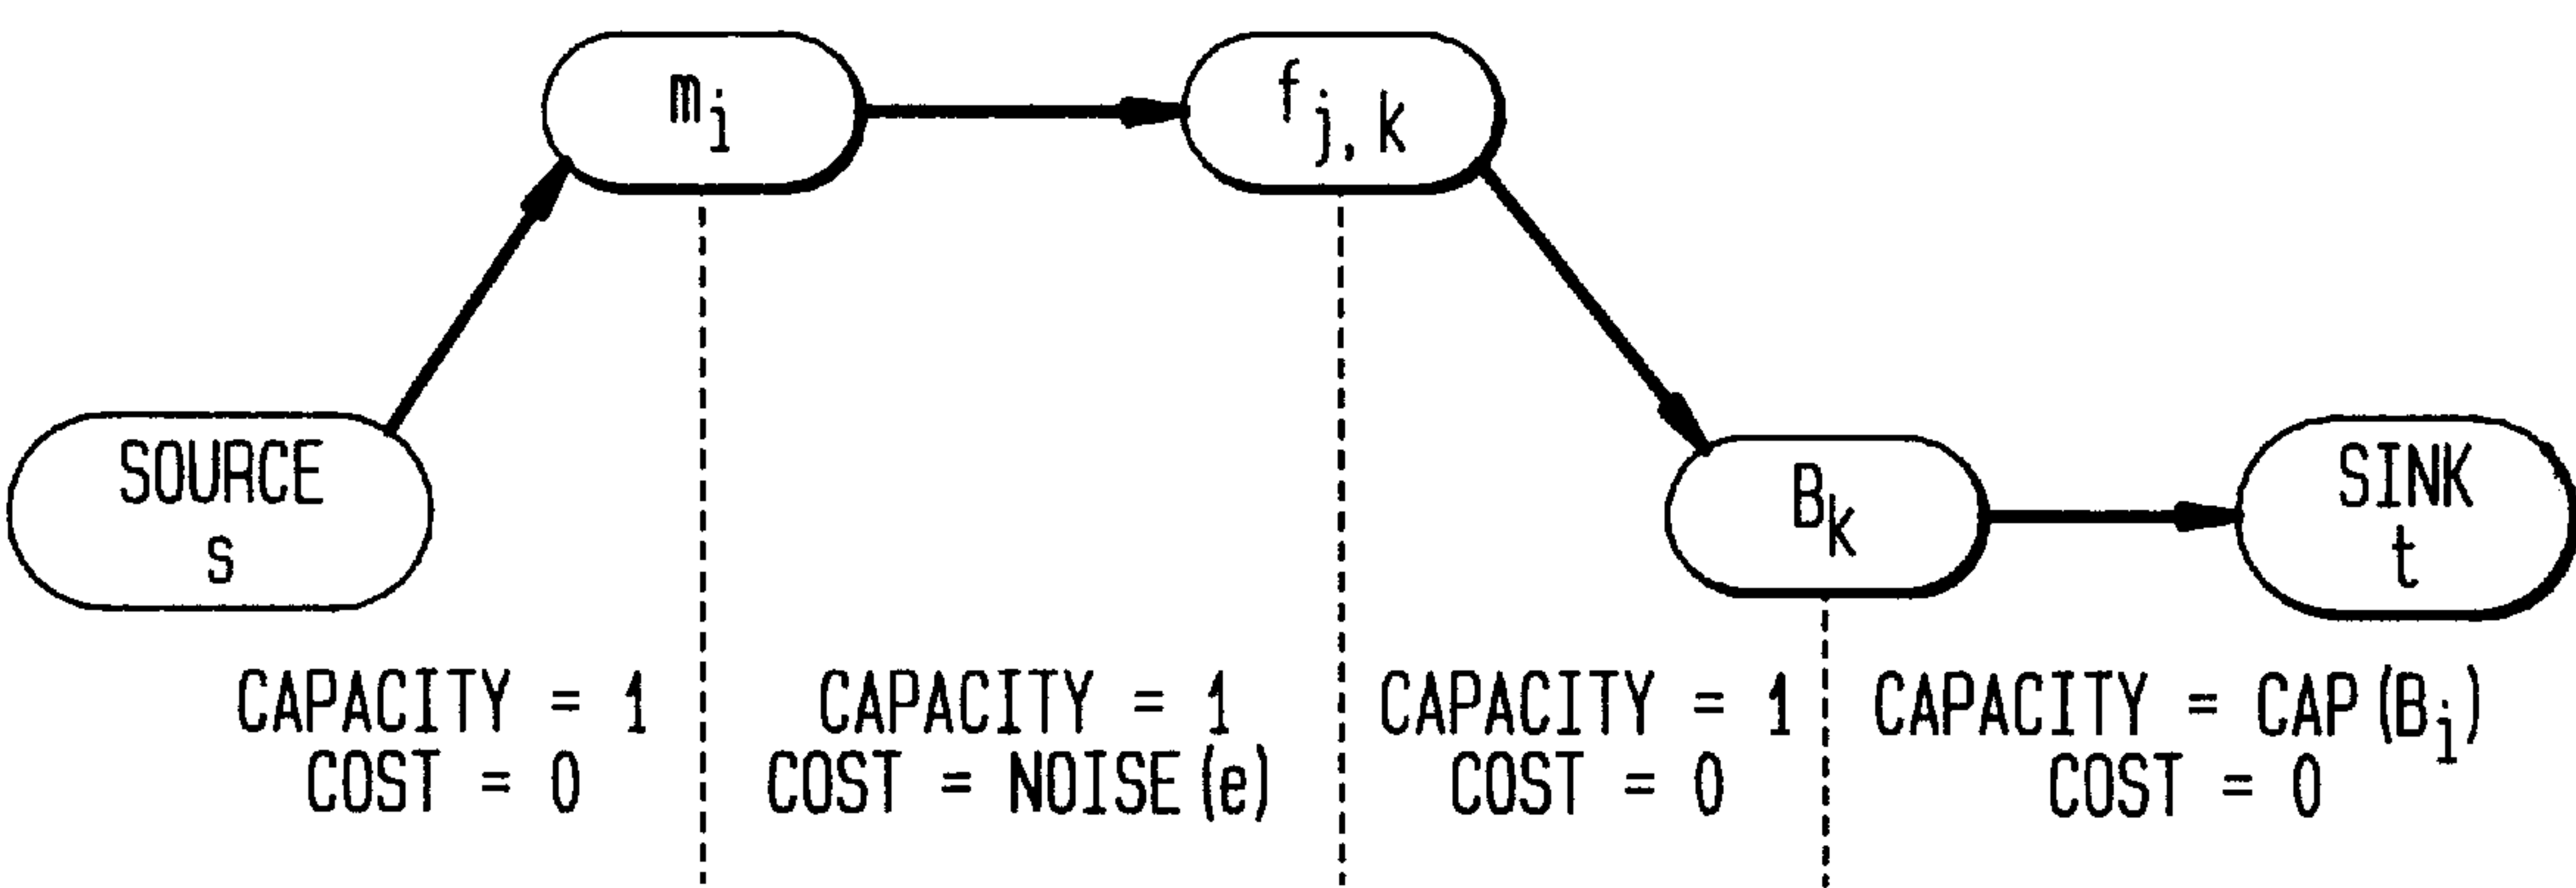 m_i
f_j, k
SOURCE
s
B_k
SINK
t
CAPACITY = 1
COST = 0
CAPACITY = 1
COST = NOISE(e)
CAPACITY = 1
COST = 0
CAPACITY = CAP(B_i)
COST = 0